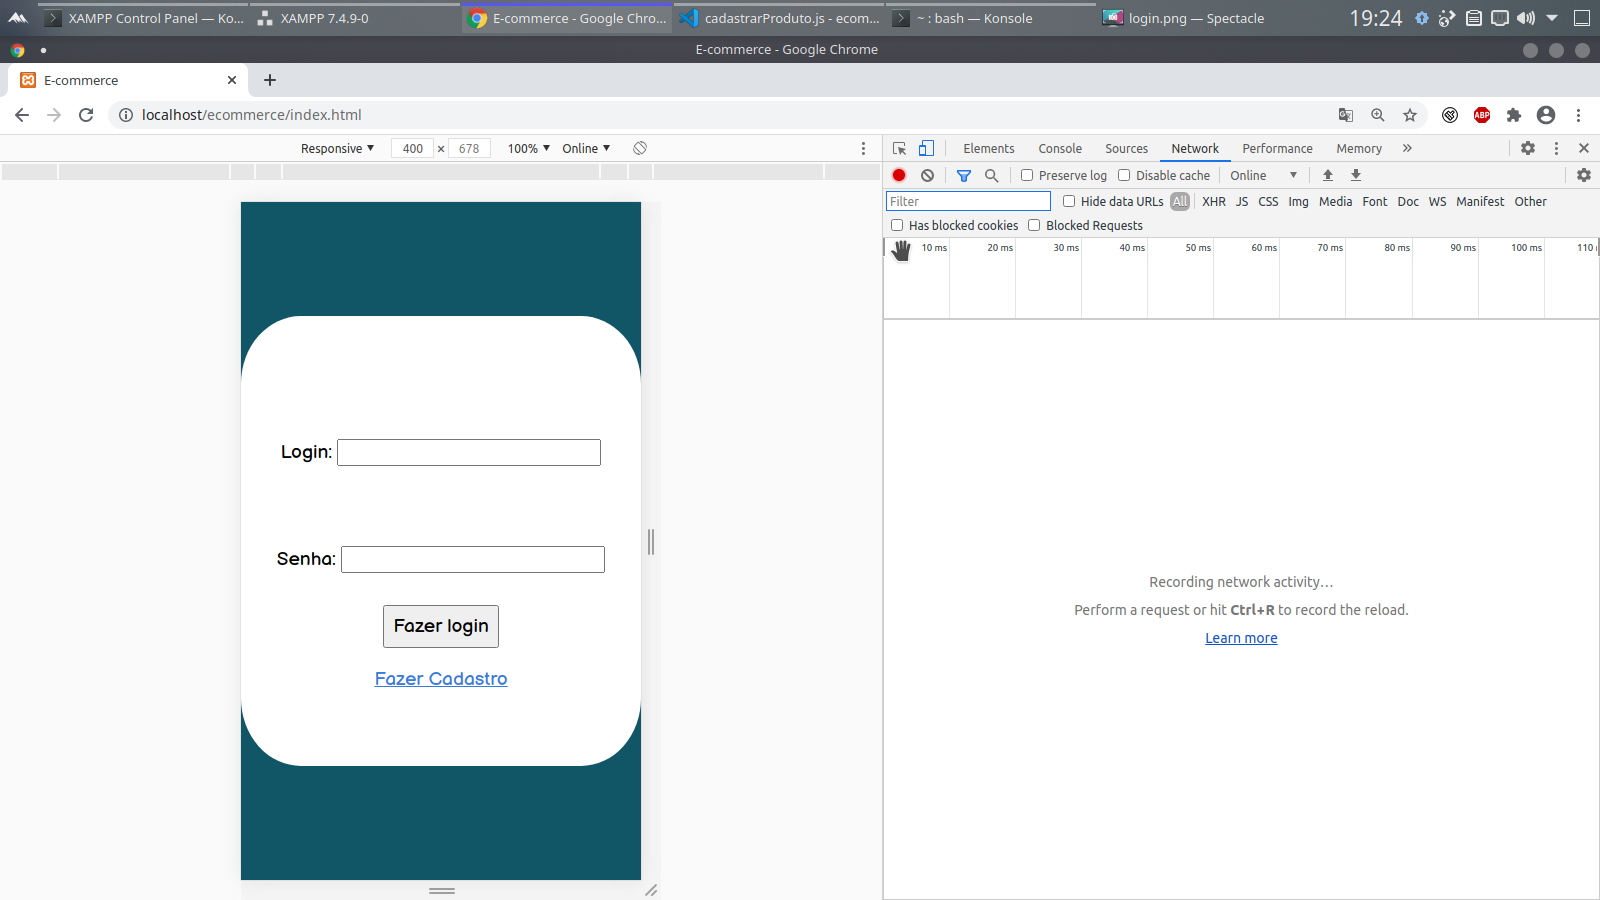 XAMPP Control Panel — Ko...
XAMPP 7.4.9-0
E-commerce - Google Chro...
cadastrarProduto.js - ecom...
~ : bash — Konsole
login.png — Spectacle
19:24
E-commerce - Google Chrome
E-commerce
localhost/ecommerce/index.html
ABP
Responsive ▼ 400 × 678 100% ▼ Online ▼
Elements Console Sources Network Performance Memory »
Preserve log Disable cache Online ▼
Filter Hide data URLs All XHR JS CSS Img Media Font Doc WS Manifest Other
Has blocked cookies Blocked Requests
10 ms 20 ms 30 ms 40 ms 50 ms 60 ms 70 ms 80 ms 90 ms 100 ms 110
Login:
Senha:
Fazer login
Fazer Cadastro
Recording network activity…
Perform a request or hit Ctrl+R to record the reload.
Learn more